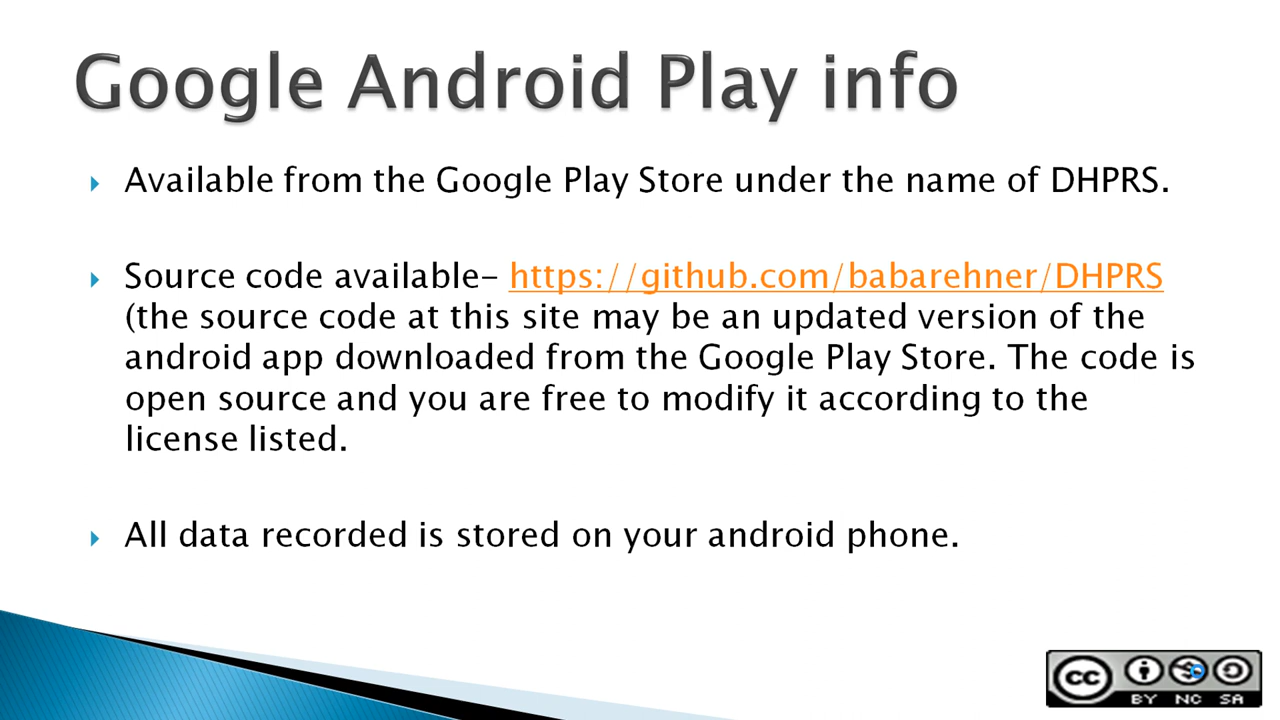 Google Android Play info
Available from the Google Play Store under the name of DHPRS.
Source code available- https://github.com/babarehner/DHPRS
(the source code at this site may be an updated version of the
android app downloaded from the Google Play Store. The code is
open source and you are free to modify it according to the
license listed.
All data recorded is stored on your android phone.
cc
BY NC SA